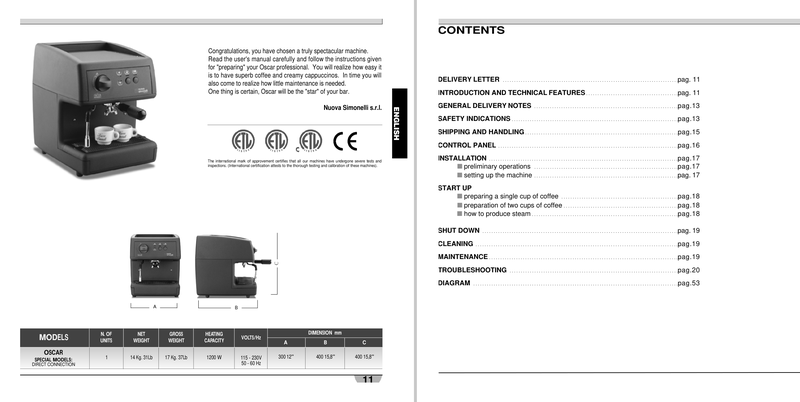 Congratulations, you have chosen a truly spectacular machine.
Read the user's manual carefully and follow the instructions given
for "preparing" your Oscar professional. You will realize how easy it
is to have superb coffee and creamy cappuccinos. In time you will
also come to realize how little maintenance is needed.
One thing is certain, Oscar will be the "star" of your bar.
Nuova Simonelli s.r.l.
ETL ETL C ETL CE
The international mark of approvement certifies that all our machines have undergone severe tests and
inspections. (International certification attests to the thorough testing and calibration of these machines).
ENGLISH
A
B
C
MODELS
N. OF UNITS
NET WEIGHT
GROSS WEIGHT
HEATING CAPACITY
VOLTS/Hz
DIMENSION mm
A B C
OSCAR
SPECIAL MODELS:
DIRECT CONNECTION
1
14 Kg. 31Lb
17 Kg. 37Lb
1200 W
115 - 230V
50 - 60 Hz
300 12"
400 15,8"
400 15,8"
11
CONTENTS
DELIVERY LETTER pag. 11
INTRODUCTION AND TECHNICAL FEATURES pag. 11
GENERAL DELIVERY NOTES pag.13
SAFETY INDICATIONS pag.13
SHIPPING AND HANDLING pag.15
CONTROL PANEL pag.16
INSTALLATION pag.17
preliminary operations pag.17
setting up the machine pag. 17
START UP
preparing a single cup of coffee pag.18
preparation of two cups of coffee pag.18
how to produce steam pag.18
SHUT DOWN pag. 19
CLEANING pag.19
MAINTENANCE pag.19
TROUBLESHOOTING pag.20
DIAGRAM pag.53